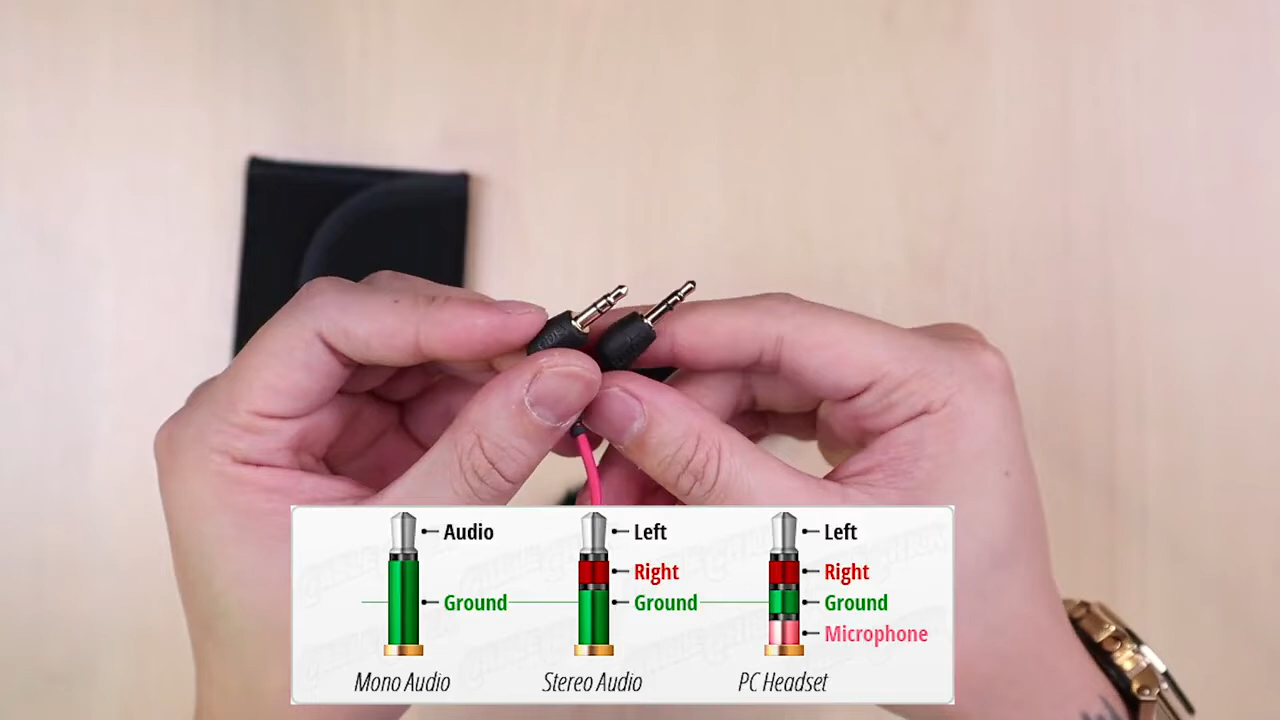 Audio
Ground
Mono Audio
Left
Right
Ground
Stereo Audio
Left
Right
Ground
Microphone
PC Headset